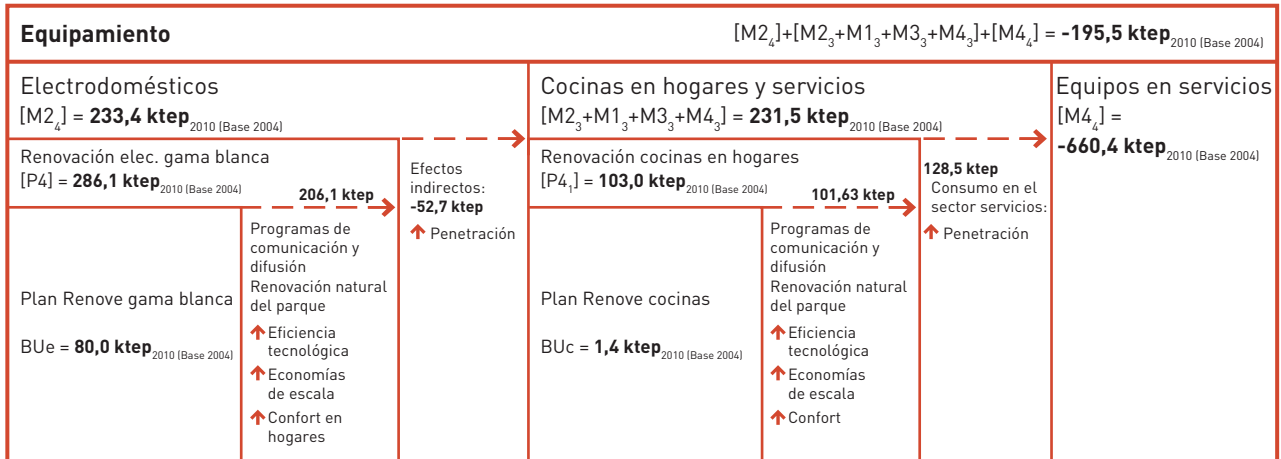 Equipamiento
[M2₄]+[M2₃+M1₃+M3₃+M4₃]+[M4₄] = -195,5 ktep₂₀₁₀ (Base 2004)
Electrodomésticos
[M2₄] = 233,4 ktep₂₀₁₀ (Base 2004)
Renovación elec. gama blanca
[P4] = 286,1 ktep₂₀₁₀ (Base 2004)
206,1 ktep
Plan Renove gama blanca
BUe = 80,0 ktep₂₀₁₀ (Base 2004)
Programas de
comunicación y
difusión
Renovación natural
del parque
↑ Eficiencia
tecnológica
↑ Economías
de escala
↑ Confort en
hogares
Efectos
indirectos:
-52,7 ktep
↑ Penetración
Cocinas en hogares y servicios
[M2₃+M1₃+M3₃+M4₃] = 231,5 ktep₂₀₁₀ (Base 2004)
Renovación cocinas en hogares
[P4₁] = 103,0 ktep₂₀₁₀ (Base 2004)
101,63 ktep
Plan Renove cocinas
BUc = 1,4 ktep₂₀₁₀ (Base 2004)
Programas de
comunicación y
difusión
Renovación natural
del parque
↑ Eficiencia
tecnológica
↑ Economías
de escala
↑ Confort
128,5 ktep
Consumo en el
sector servicios:
↑ Penetración
Equipos en servicios
[M4₄] =
-660,4 ktep₂₀₁₀ (Base 2004)